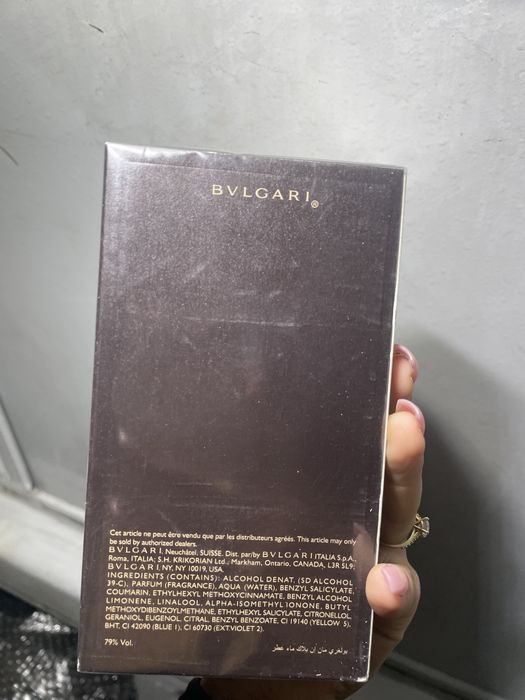 BVLGARI®
Cet article ne peut être vendu que par les distributeurs agréés. This article may only
be sold by authorized dealers.
BVLGARI, Neuchâtel, SUISSE. Dist. par/by BVLGARI ITALIA S.p.A,
Roma, ITALIA; S.H. KRIKORIAN Ltd., Markham, Ontario, CANADA, L3R 5L9;
BVLGARI NY, NY 10019, USA.
INGREDIENTS (CONTAINS): ALCOHOL DENAT. (SD ALCOHOL
39-C), PARFUM (FRAGRANCE), AQUA (WATER), BENZYL SALICYLATE,
COUMARIN, ETHYLHEXYL METHOXYCINNAMATE, BENZYL ALCOHOL
LIMONENE, LINALOOL, ALPHA-ISOMETHYL IONONE, BUTYL
METHOXYDIBENZOYLMETHANE, ETHYLHEXYL SALICYLATE, CITRONELLOL,
GERANIOL, EUGENOL, CITRAL, BENZYL BENZOATE, CI 19140 (YELLOW 5),
BHT, CI 42090 (BLUE 1), CI 60730 (EXT.VIOLET 2).
79% Vol.
بولغري مان إن بلاك ماء عطر